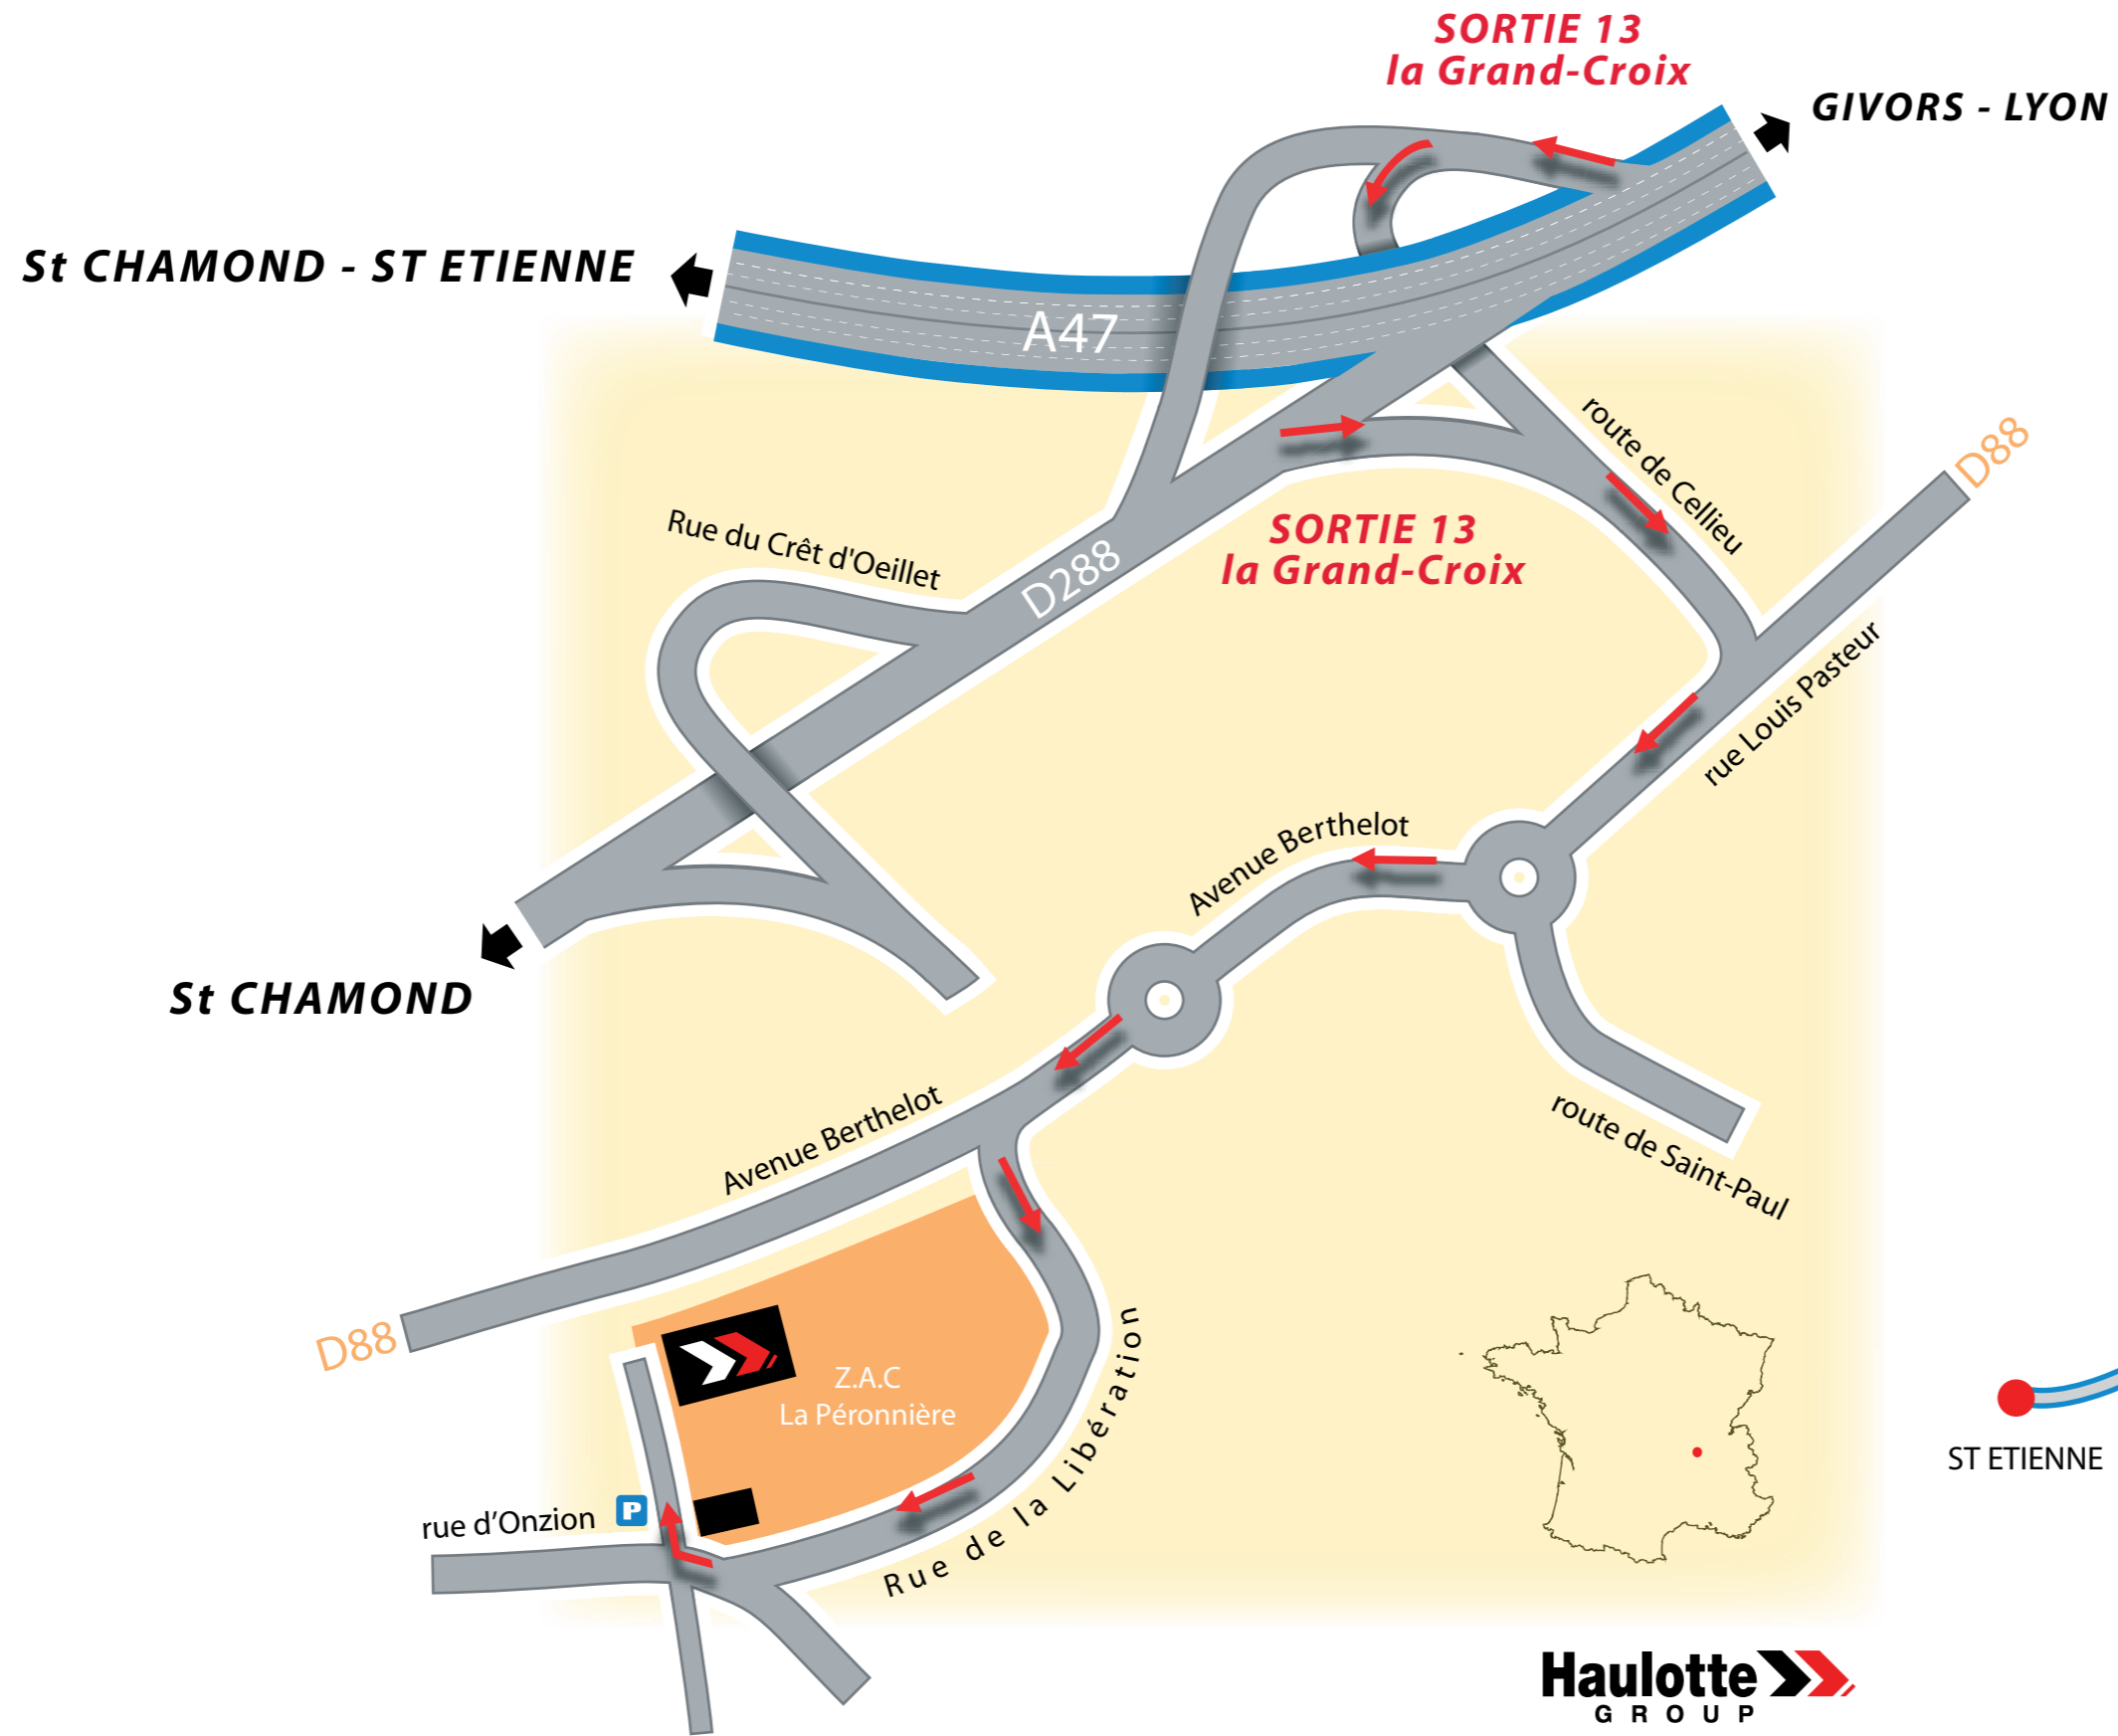 SORTIE 13
la Grand-Croix
GIVORS - LYON
St CHAMOND - ST ETIENNE
A47
route de Cellieu
D88
Rue du Crêt d'Oeillet
SORTIE 13
la Grand-Croix
D288
rue Louis Pasteur
Avenue Berthelot
St CHAMOND
Avenue Berthelot
route de Saint-Paul
D88
Z.A.C
La Péronnière
Rue de la Libération
ST ETIENNE
rue d’Onzion
P
Haulotte
GROUP